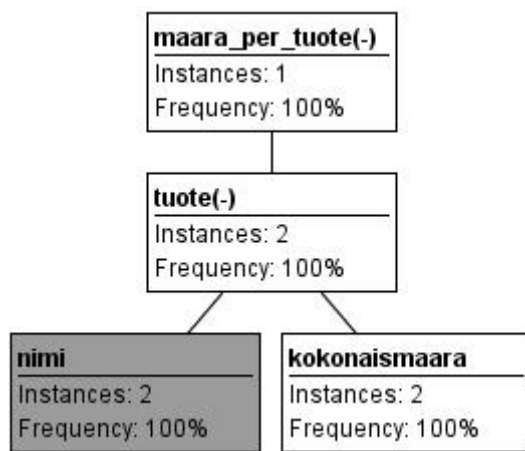 maara_per_tuote(-)
Instances: 1
Frequency: 100%
tuote(-)
Instances: 2
Frequency: 100%
nimi
Instances: 2
Frequency: 100%
kokonaismaara
Instances: 2
Frequency: 100%